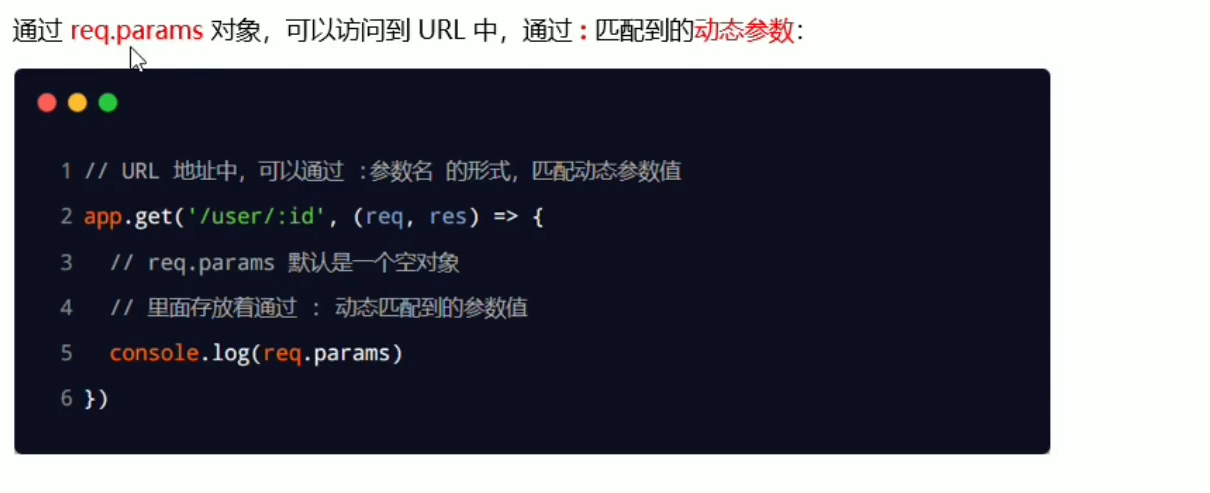 通过 req.params 对象，可以访问到 URL 中，通过 : 匹配到的动态参数：
1 // URL 地址中，可以通过 :参数名 的形式，匹配动态参数值
2 app.get('/user/:id', (req, res) => {
3   // req.params 默认是一个空对象
4   // 里面存放着通过 : 动态匹配到的参数值
5   console.log(req.params)
6 })